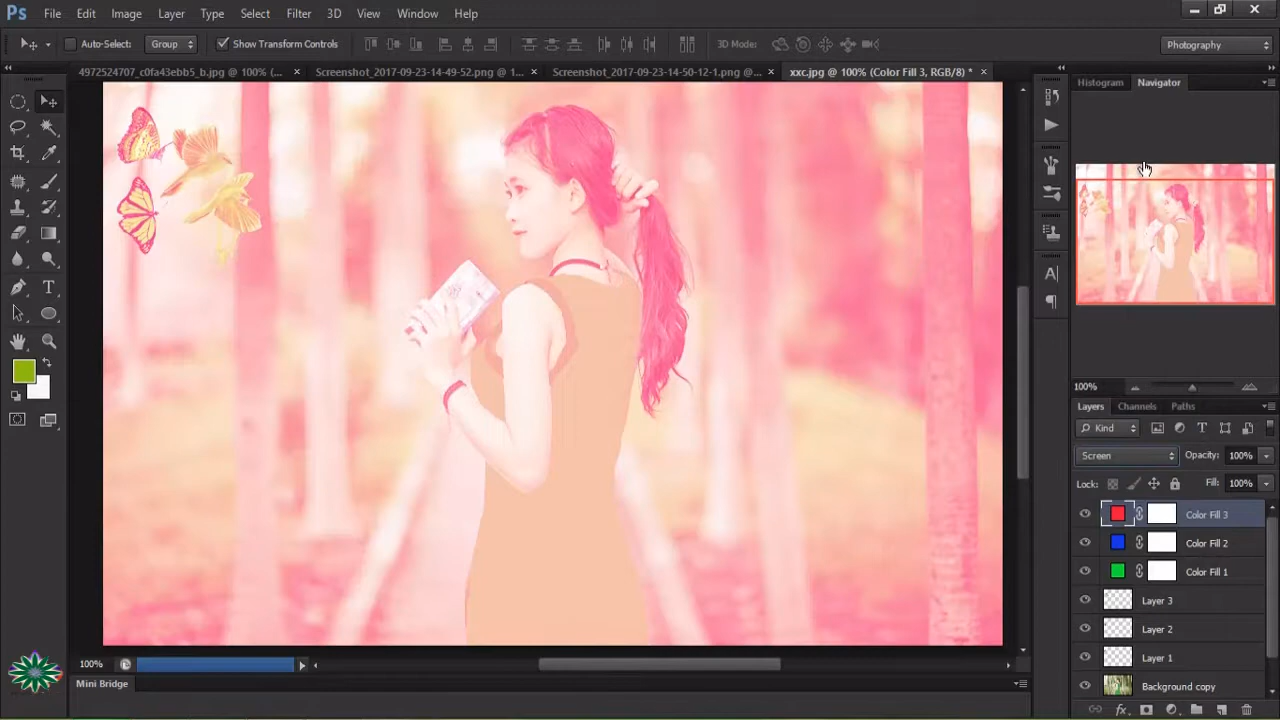 Ps File Edit Image Layer Type Select Filter 3D View Window Help
Auto-Select: Group Show Transform Controls 3D Mode: Photography
4972524707_c0fa43ebb5_b.jpg @ 100% (... × Screenshot_2017-09-23-14-49-52.png @ 1... × Screenshot_2017-09-23-14-50-12-1.png @... × xxc.jpg @ 100% (Color Fill 3, RGB/8) * ×
Histogram Navigator
100%
Layers Channels Paths
Kind
Screen Opacity: 100%
Lock: Fill: 100%
Color Fill 3
Color Fill 2
Color Fill 1
Layer 3
Layer 2
Layer 1
Background copy
100%
Mini Bridge